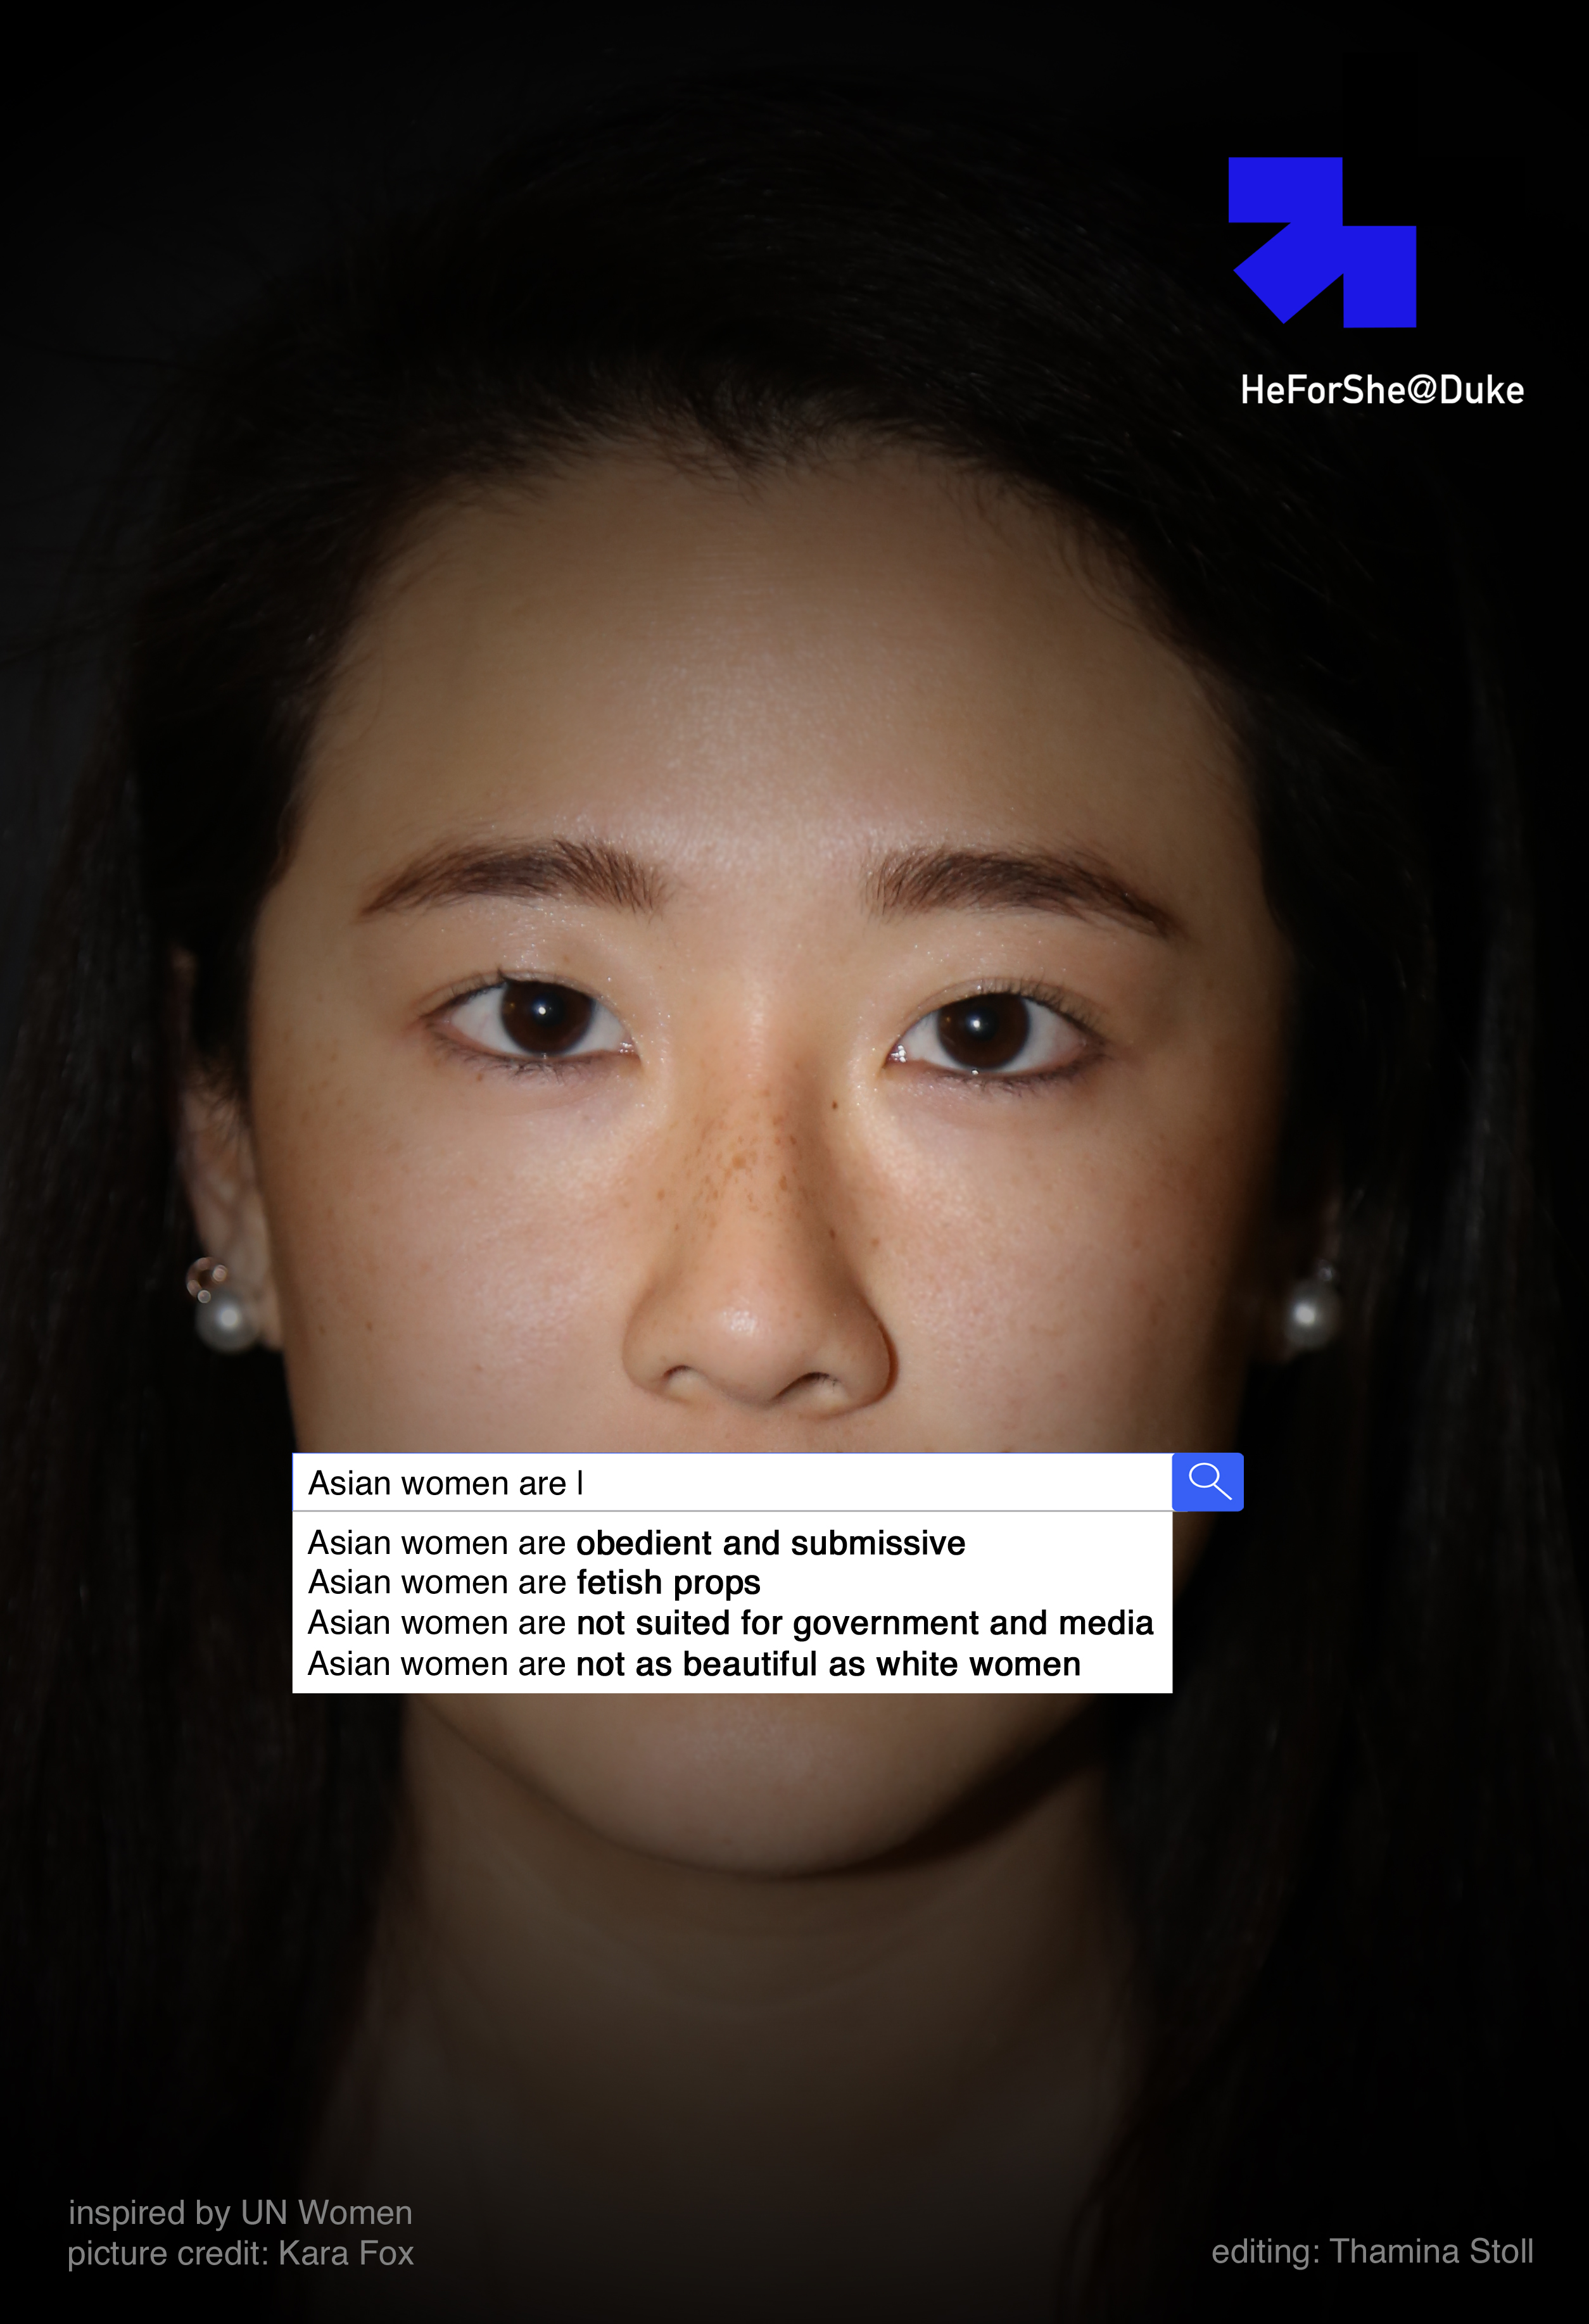 HeForShe@Duke
Asian women are
Asian women are obedient and submissive
Asian women are fetish props
Asian women are not suited for government and media
Asian women are not as beautiful as white women
inspired by UN Women
picture credit: Kara Fox
editing: Thamina Stoll